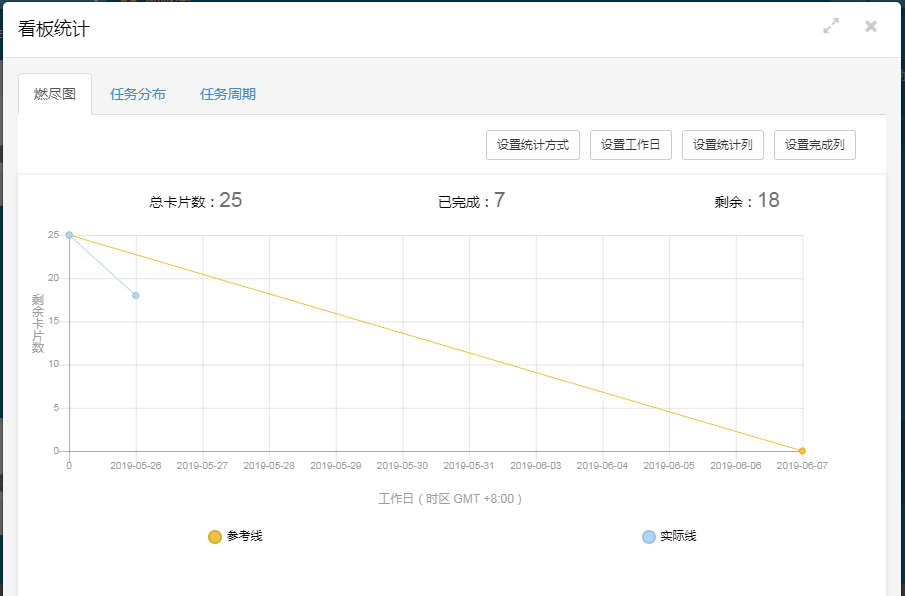 看板统计
燃尽图 任务分布 任务周期
设置统计方式 设置工作日 设置统计列 设置完成列
总卡片数：25 已完成：7 剩余：18
25
20
15
10
5
0
剩余卡片数
0 2019-05-26 2019-05-27 2019-05-28 2019-05-29 2019-05-30 2019-05-31 2019-06-03 2019-06-04 2019-06-05 2019-06-06 2019-06-07
工作日（时区 GMT +8:00）
参考线 实际线